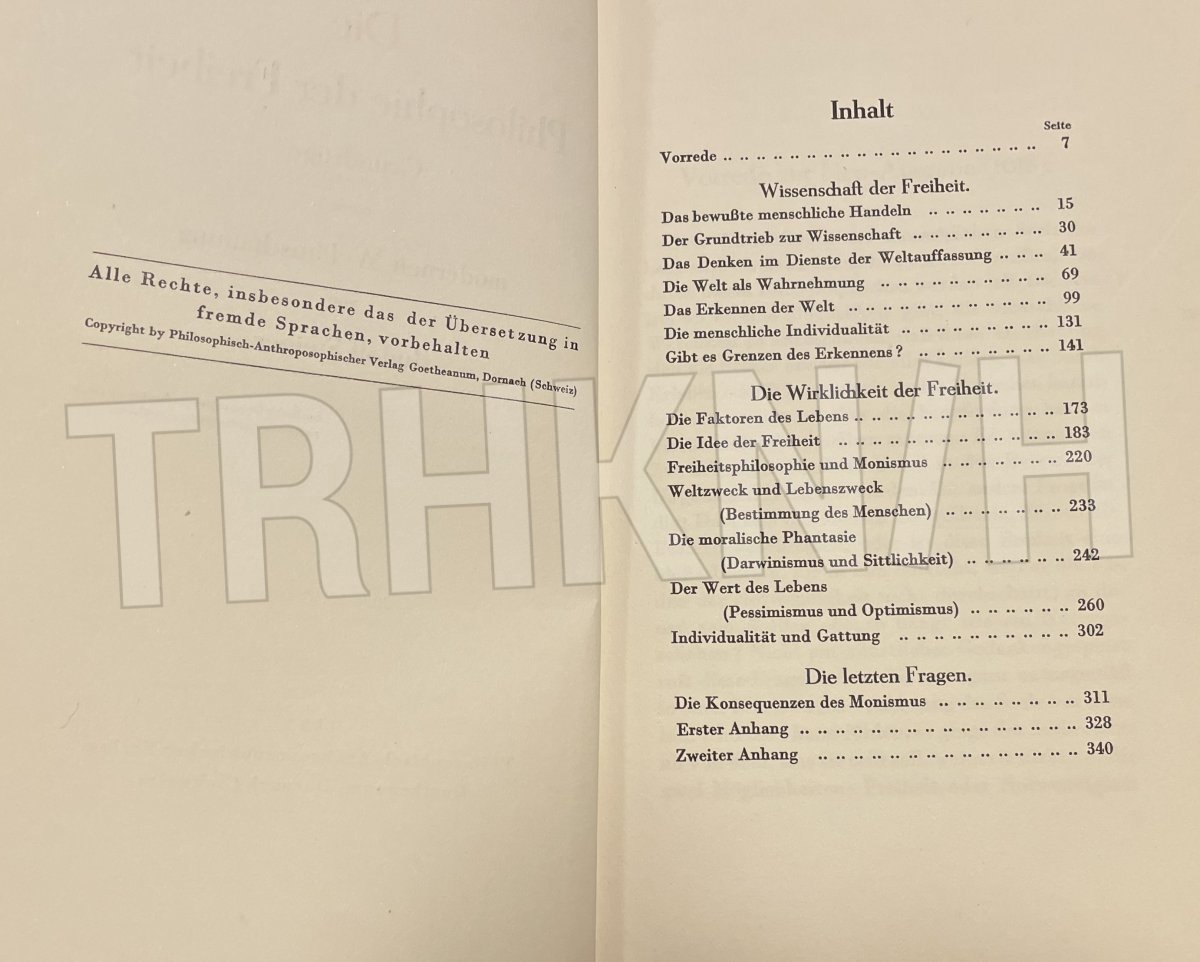 Alle Rechte, insbesondere das der Übersetzung in
fremde Sprachen, vorbehalten
Copyright by Philosophisch-Anthroposophischer Verlag Goetheanum, Dornach (Schweiz)
Inhalt
Seite
Vorrede .. .. .. .. .. .. .. .. .. .. .. .. .. .. .. .. .. .. .. 7
Wissenschaft der Freiheit.
Das bewußte menschliche Handeln .. .. .. .. .. .. .. 15
Der Grundtrieb zur Wissenschaft .. .. .. .. .. .. .. .. 30
Das Denken im Dienste der Weltauffassung .. .. .. 41
Die Welt als Wahrnehmung .. .. .. .. .. .. .. .. .. .. 69
Das Erkennen der Welt .. .. .. .. .. .. .. .. .. .. .. .. 99
Die menschliche Individualität .. .. .. .. .. .. .. .. .. 131
Gibt es Grenzen des Erkennens? .. .. .. .. .. .. .. .. 141
Die Wirklichkeit der Freiheit.
Die Faktoren des Lebens .. .. .. .. .. .. .. .. .. .. .. .. 173
Die Idee der Freiheit .. .. .. .. .. .. .. .. .. .. .. .. .. 183
Freiheitsphilosophie und Monismus .. .. .. .. .. .. .. 220
Weltzweck und Lebenszweck
(Bestimmung des Menschen) .. .. .. .. .. .. .. 233
Die moralische Phantasie
(Darwinismus und Sittlichkeit) .. .. .. .. .. .. 242
Der Wert des Lebens
(Pessimismus und Optimismus) .. .. .. .. .. .. 260
Individualität und Gattung .. .. .. .. .. .. .. .. .. .. 302
Die letzten Fragen.
Die Konsequenzen des Monismus .. .. .. .. .. .. .. .. 311
Erster Anhang .. .. .. .. .. .. .. .. .. .. .. .. .. .. .. .. 328
Zweiter Anhang .. .. .. .. .. .. .. .. .. .. .. .. .. .. .. 340